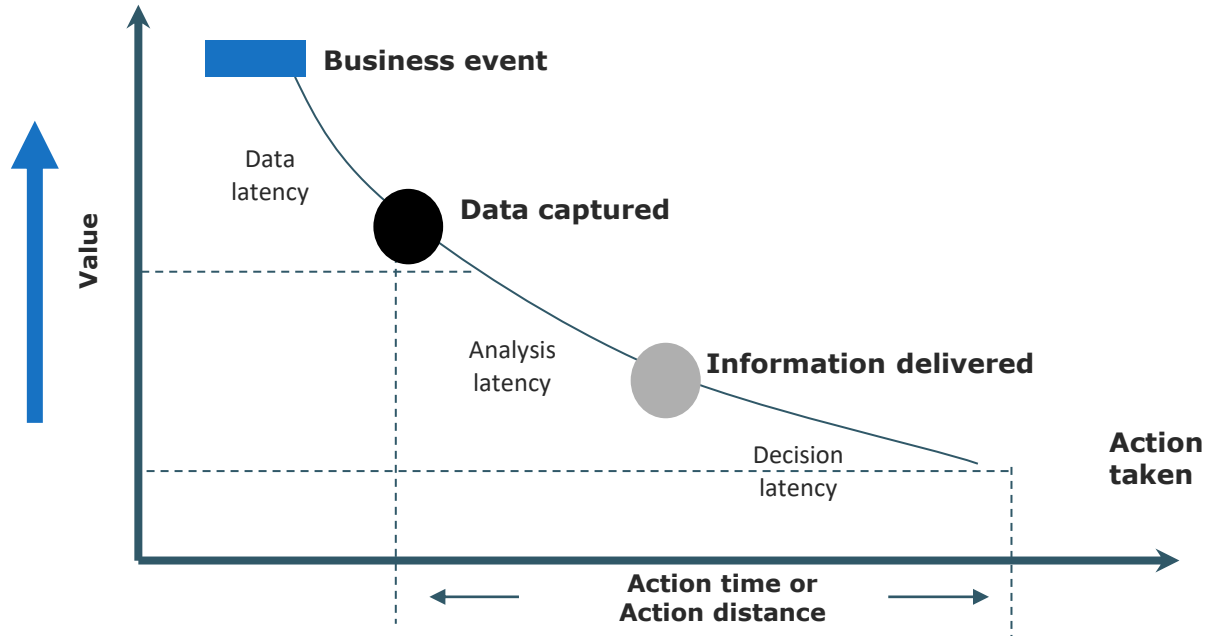 Business event
Data
latency
Data captured
Value
Analysis
latency
Information delivered
Action
taken
Decision
latency
Action time or
Action distance